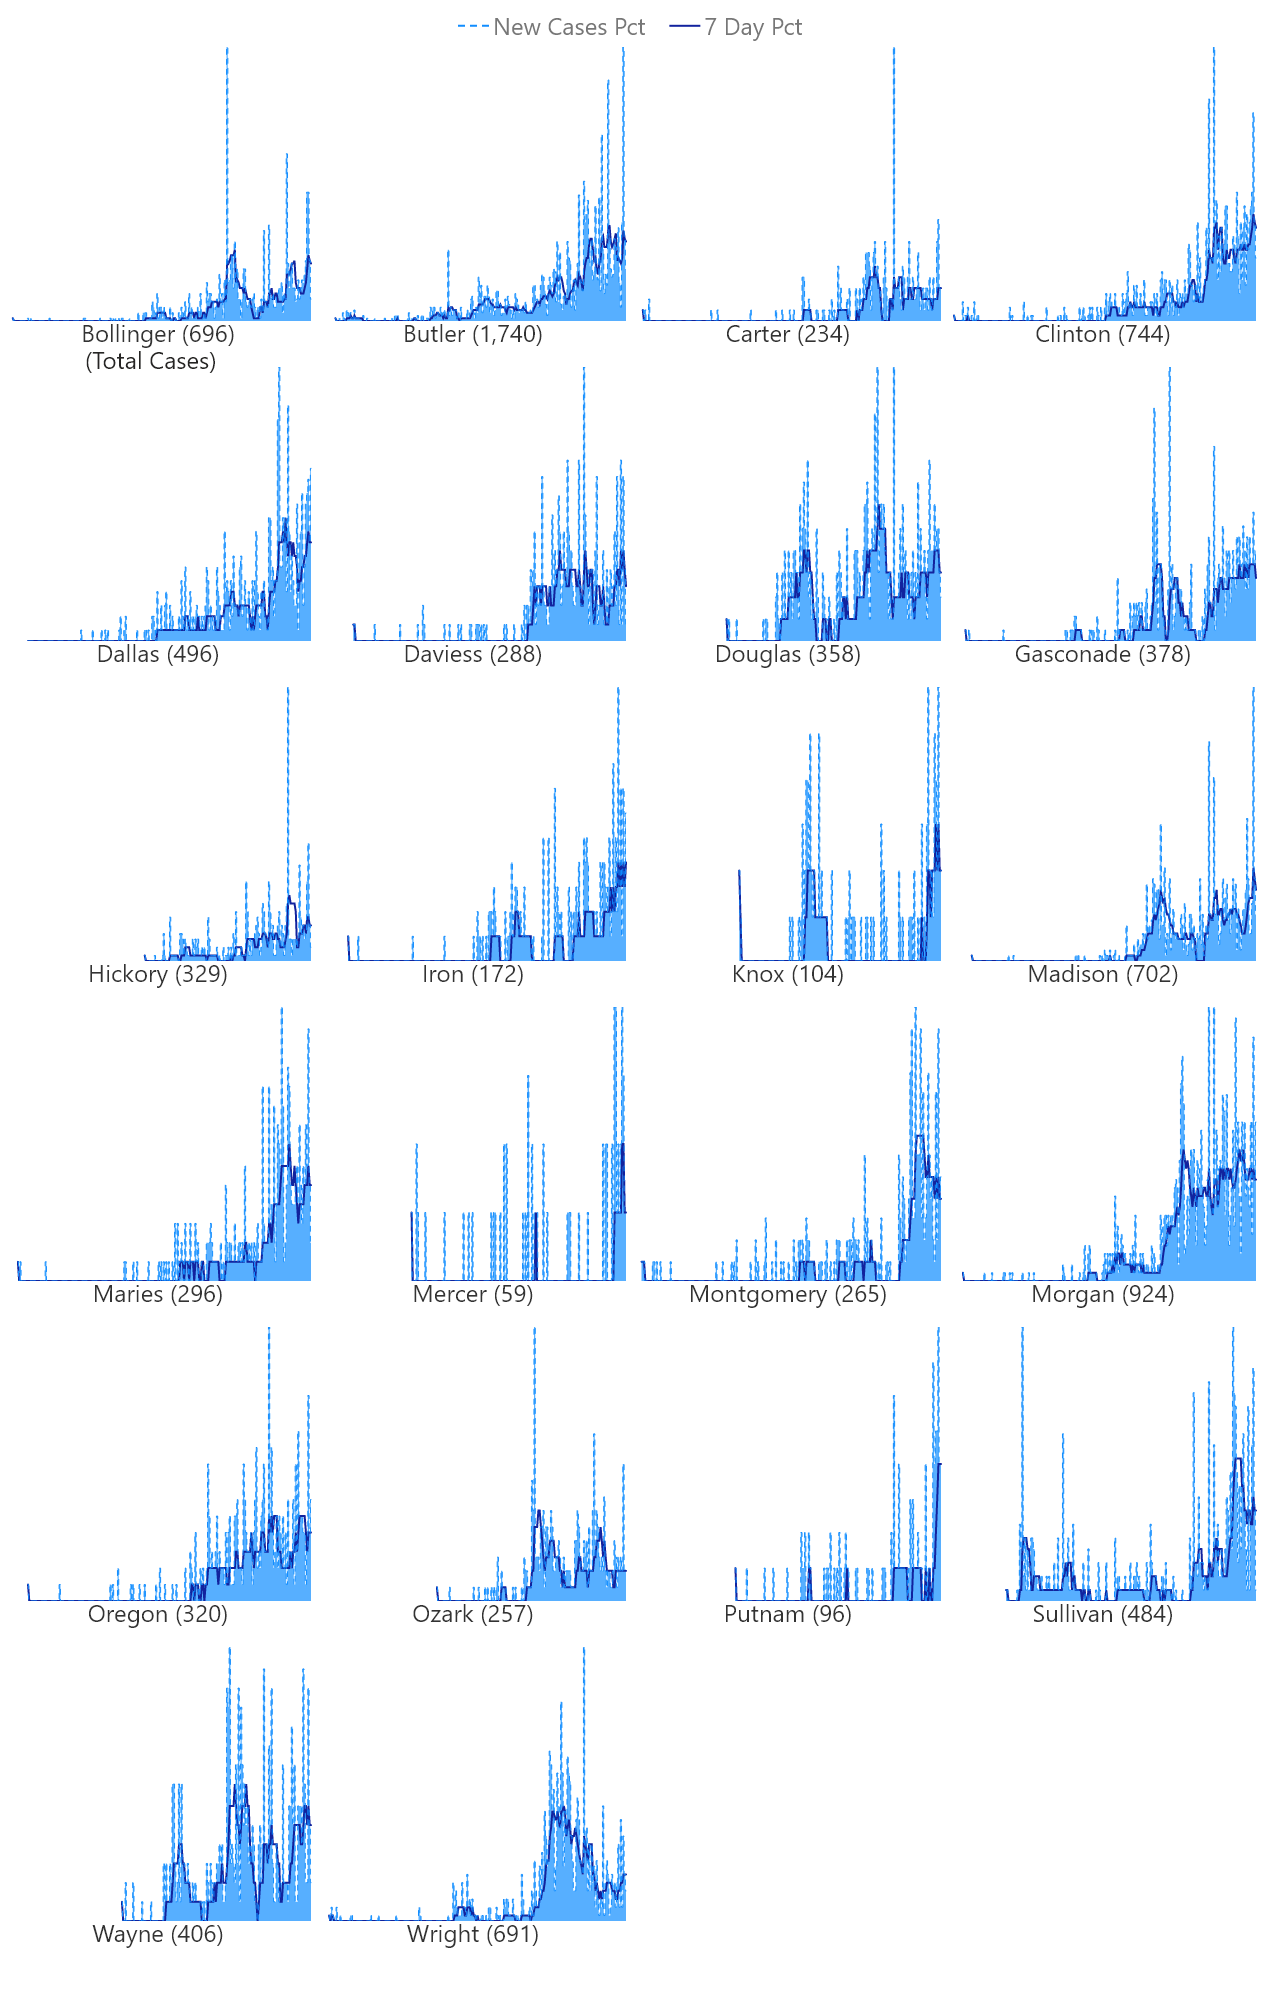 New Cases Pct 7 Day Pct
Bollinger (696) Butler (1,740) Carter (234) Clinton (744)
(Total Cases)
Dallas (496) Daviess (288) Douglas (358) Gasconade (378)
Hickory (329) Iron (172) Knox (104) Madison (702)
Maries (296) Mercer (59) Montgomery (265) Morgan (924)
Oregon (320) Ozark (257) Putnam (96) Sullivan (484)
Wayne (406) Wright (691)